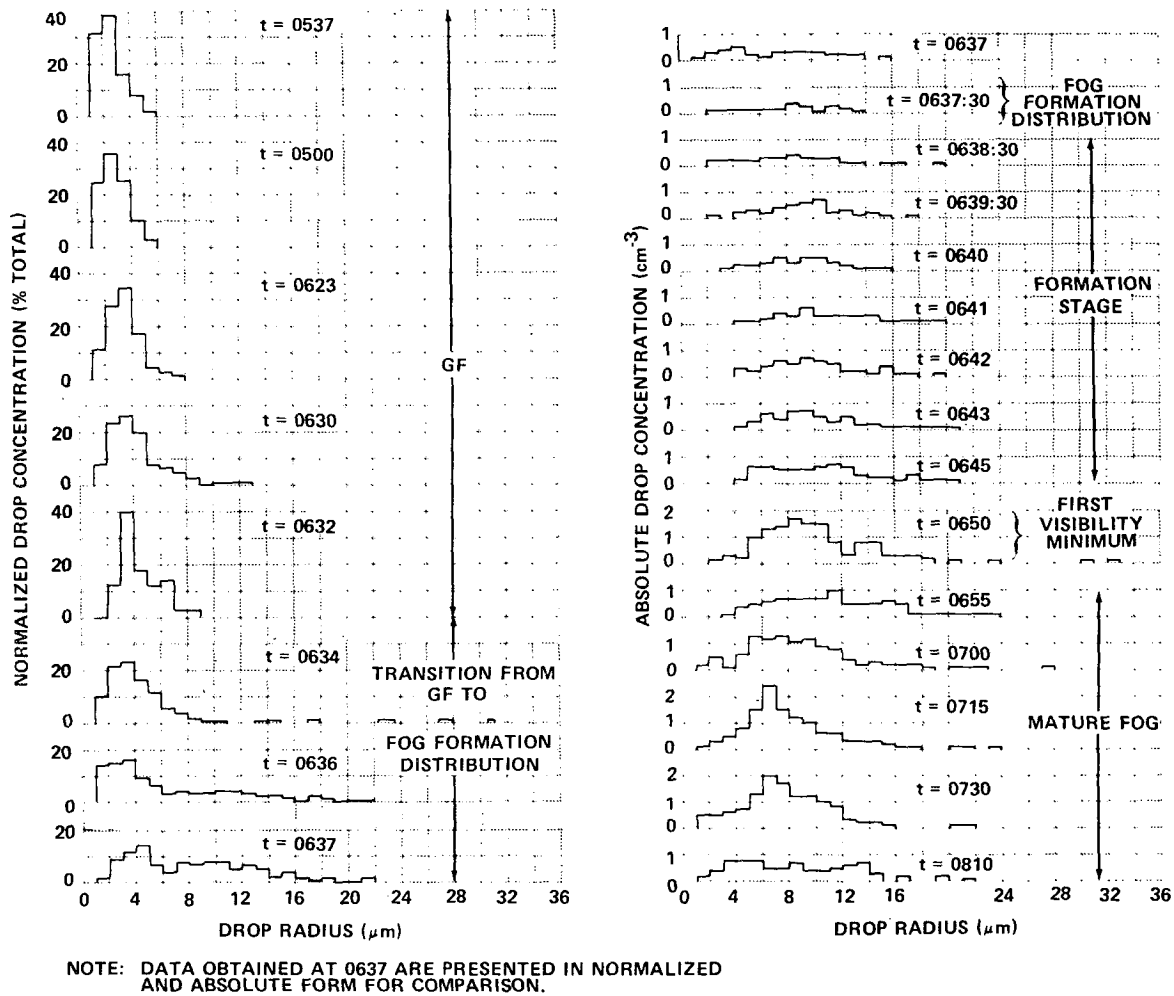 NORMALIZED DROP CONCENTRATION (% TOTAL)
40
20
0
t = 0537
40
20
0
t = 0500
40
20
0
t = 0623
20
0
t = 0630
40
20
0
t = 0632
20
0
t = 0634
20
0
t = 0636
20
0
t = 0637
GF
TRANSITION FROM
GF TO
FOG FORMATION
DISTRIBUTION
0 4 8 12 16 20 24 28 32 36
DROP RADIUS (μm)
ABSOLUTE DROP CONCENTRATION (cm-3)
1
0
t = 0637
1
0
t = 0637:30
FOG
FORMATION
DISTRIBUTION
1
0
t = 0638:30
1
0
t = 0639:30
1
0
t = 0640
1
0
t = 0641
1
0
t = 0642
1
0
t = 0643
1
0
t = 0645
FORMATION
STAGE
2
1
0
t = 0650
FIRST
VISIBILITY
MINIMUM
1
0
t = 0655
1
0
t = 0700
2
1
0
t = 0715
2
1
0
t = 0730
1
0
t = 0810
MATURE FOG
0 4 8 12 16 20 24 28 32 36
DROP RADIUS (μm)
NOTE: DATA OBTAINED AT 0637 ARE PRESENTED IN NORMALIZED
AND ABSOLUTE FORM FOR COMPARISON.